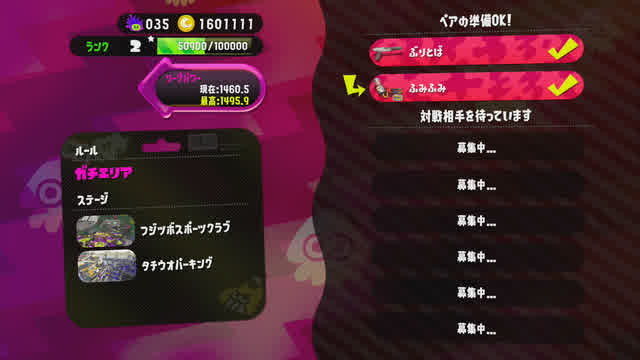 035 1601111
ランク 2 50900/100000
リーグパワー
現在:1460.5
最高:1495.9
ルール
ガチエリア
ステージ
フジツボスポーツクラブ
タチウオパーキング
ペアの準備OK!
ぷりとば
ふみふみ
対戦相手を待っています
募集中...
募集中...
募集中...
募集中...
募集中...
募集中...